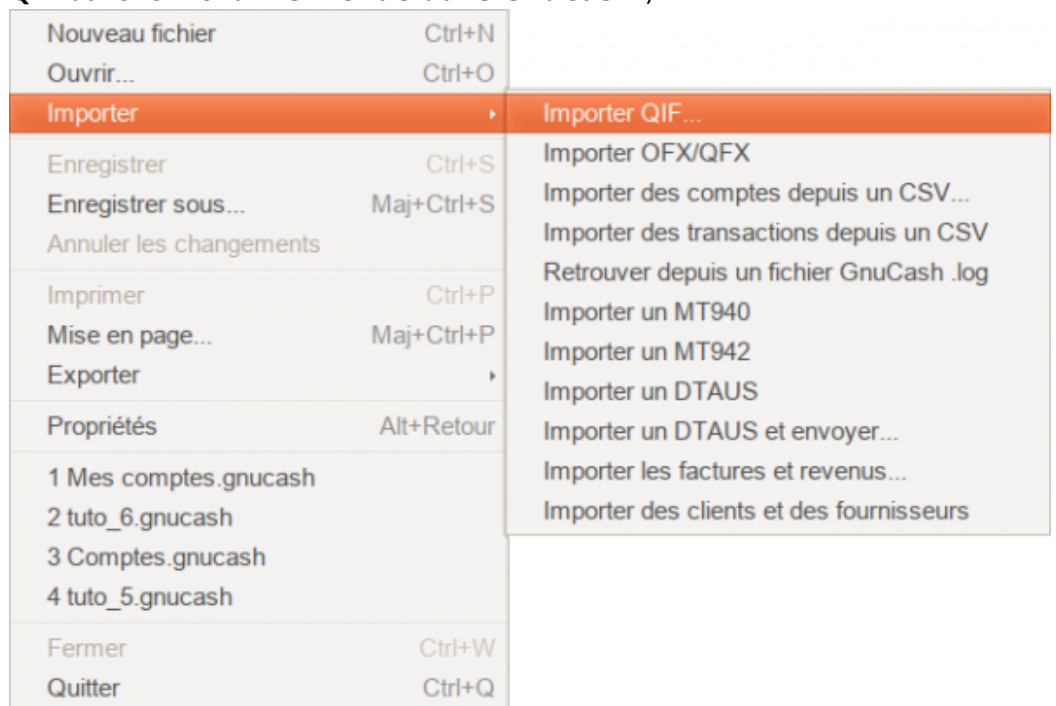 Nouveau fichier Ctrl+N
Ouvrir... Ctrl+O
Importer
Enregistrer Ctrl+S
Enregistrer sous... Maj+Ctrl+S
Annuler les changements
Imprimer Ctrl+P
Mise en page... Maj+Ctrl+P
Exporter
Propriétés Alt+Retour
1 Mes comptes.gnucash
2 tuto_6.gnucash
3 Comptes.gnucash
4 tuto_5.gnucash
Fermer Ctrl+W
Quitter Ctrl+Q
Importer QIF...
Importer OFX/QFX
Importer des comptes depuis un CSV...
Importer des transactions depuis un CSV
Retrouver depuis un fichier GnuCash .log
Importer un MT940
Importer un MT942
Importer un DTAUS
Importer un DTAUS et envoyer...
Importer les factures et revenus...
Importer des clients et des fournisseurs